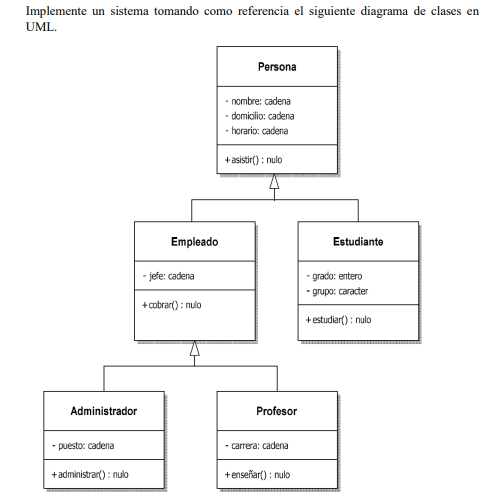 Implemente un sistema tomando como referencia el siguiente diagrama de clases en
UML.
Persona
- nombre: cadena
- domicilio: cadena
- horario: cadena
+ asistir() : nulo
Empleado
- jefe: cadena
+ cobrar() : nulo
Estudiante
- grado: entero
- grupo: caracter
+ estudiar() : nulo
Administrador
- puesto: cadena
+ administrar() : nulo
Profesor
- carrera: cadena
+ enseñar() : nulo